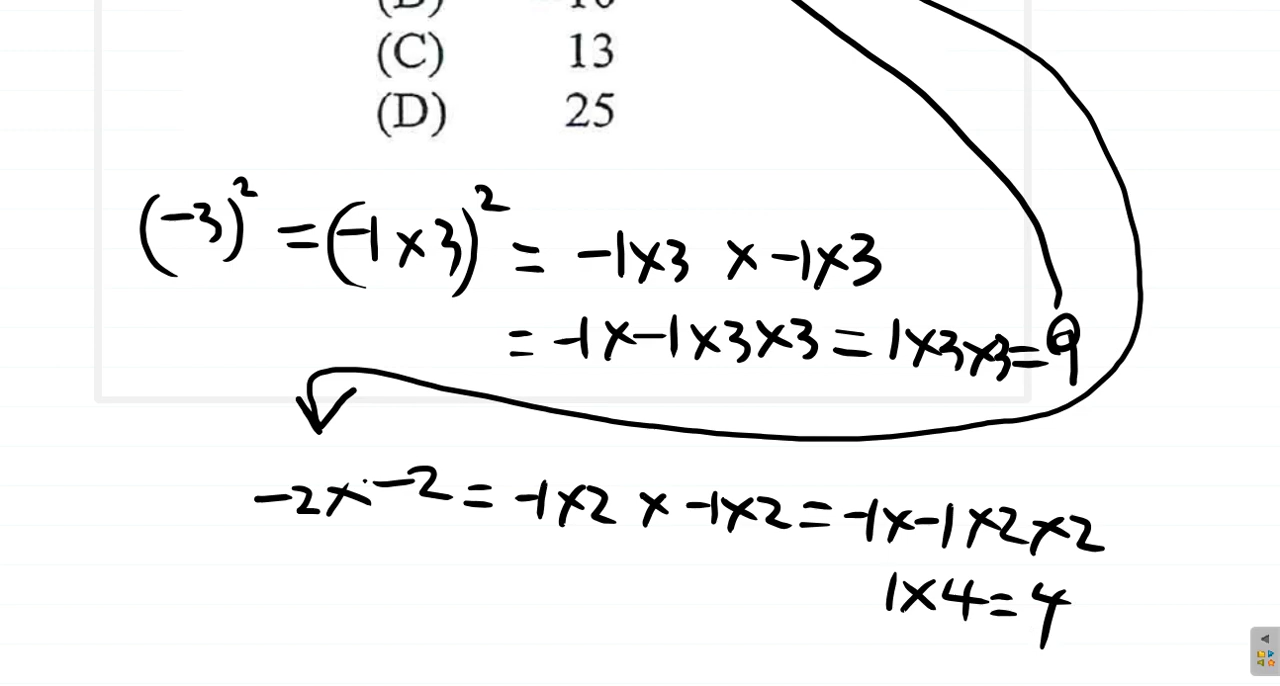 (C) 13
(D) 25
(-3)² = (-1×3)² = -1×3 × -1×3
= -1×-1×3×3 = 1×3×3=9
-2×-2 = -1×2 × -1×2 = -1×-1×2×2
1×4=4